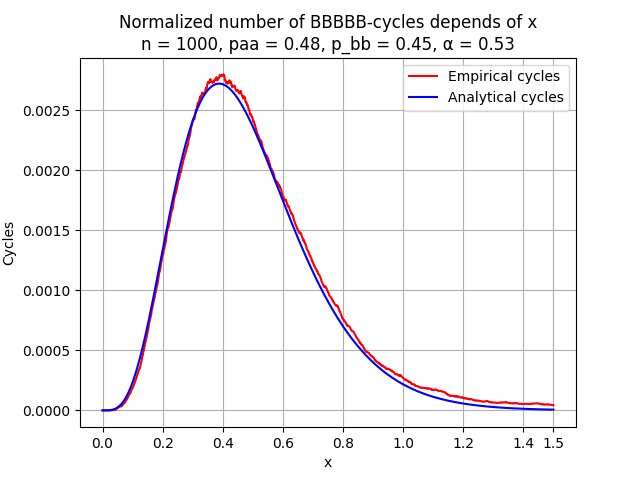 Normalized number of BBBBB-cycles depends of x
n = 1000, paa = 0.48, p_bb = 0.45, α = 0.53
Empirical cycles
Analytical cycles
Cycles
0.0025
0.0020
0.0015
0.0010
0.0005
0.0000
0.0 0.2 0.4 0.6 0.8 1.0 1.2 1.4 1.5
x